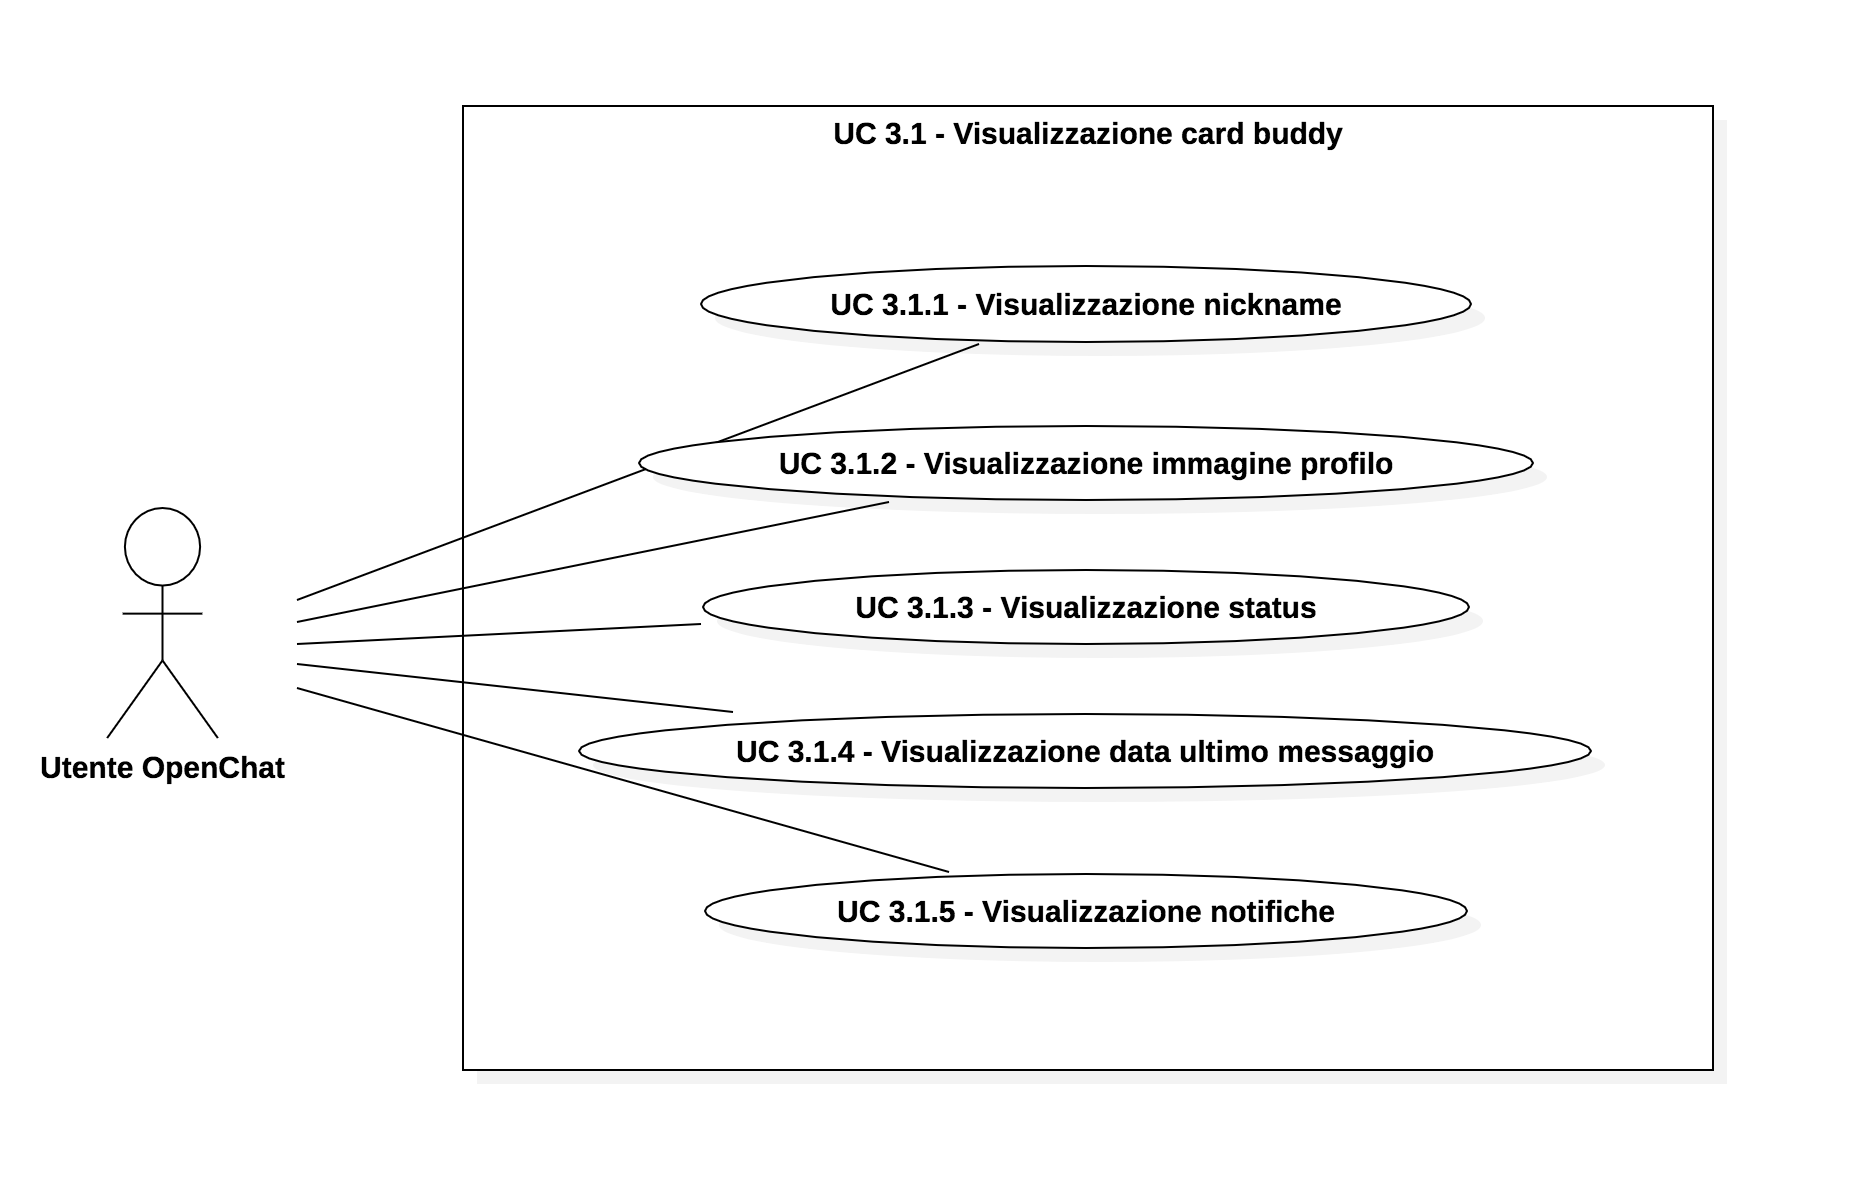 UC 3.1 - Visualizzazione card buddy
UC 3.1.1 - Visualizzazione nickname
UC 3.1.2 - Visualizzazione immagine profilo
UC 3.1.3 - Visualizzazione status
UC 3.1.4 - Visualizzazione data ultimo messaggio
Utente OpenChat
UC 3.1.5 - Visualizzazione notifiche